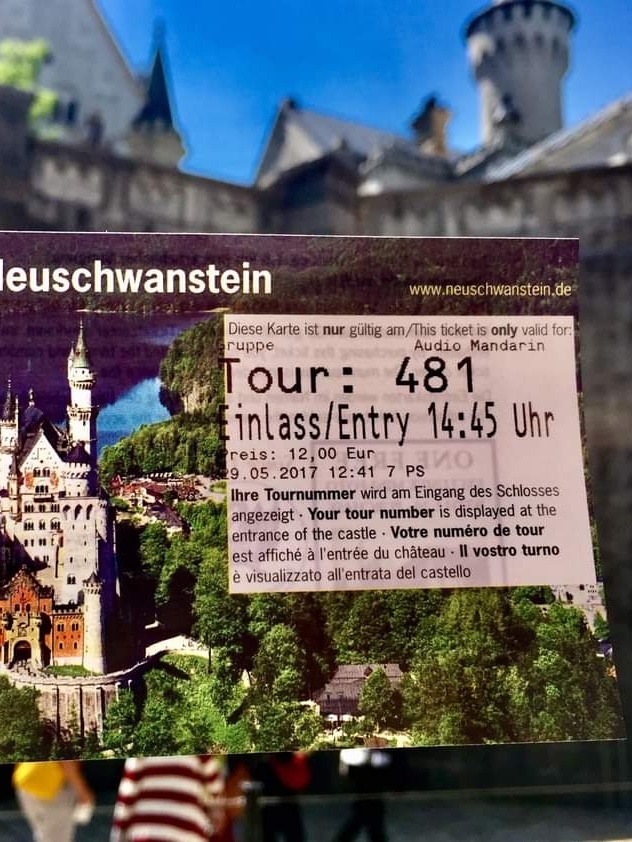 leuschwanstein
www.neuschwanstein.de
Diese Karte ist nur gültig am/This ticket is only valid for:
ruppe Audio Mandarin
Tour: 481
Einlass/Entry 14:45 Uhr
reis: 12,00 Eur
9.05.2017 12:41 7 PS
Ihre Tournummer wird am Eingang des Schlosses
angezeigt · Your tour number is displayed at the
entrance of the castle · Votre numéro de tour
est affiché à l'entrée du château · Il vostro turno
è visualizzato all'entrata del castello